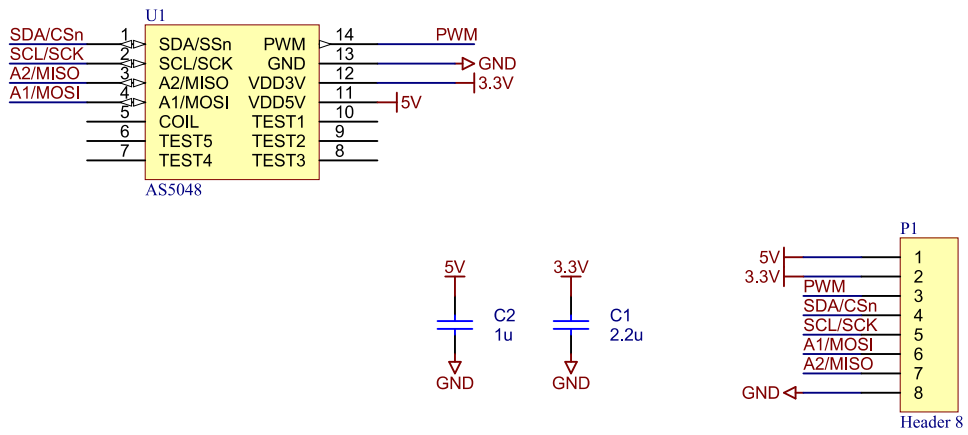 U1
SDA/CSn 1 SDA/SSn PWM 14 PWM
SCL/SCK 2 SCL/SCK GND 13 GND
A2/MISO 3 A2/MISO VDD3V 12 3.3V
A1/MOSI 4 A1/MOSI VDD5V 11 5V
5 COIL TEST1 10
6 TEST5 TEST2 9
7 TEST4 TEST3 8
AS5048
5V
C2
1u
GND
3.3V
C1
2.2u
GND
P1
5V 1
3.3V 2
PWM 3
SDA/CSn 4
SCL/SCK 5
A1/MOSI 6
A2/MISO 7
GND 8
Header 8